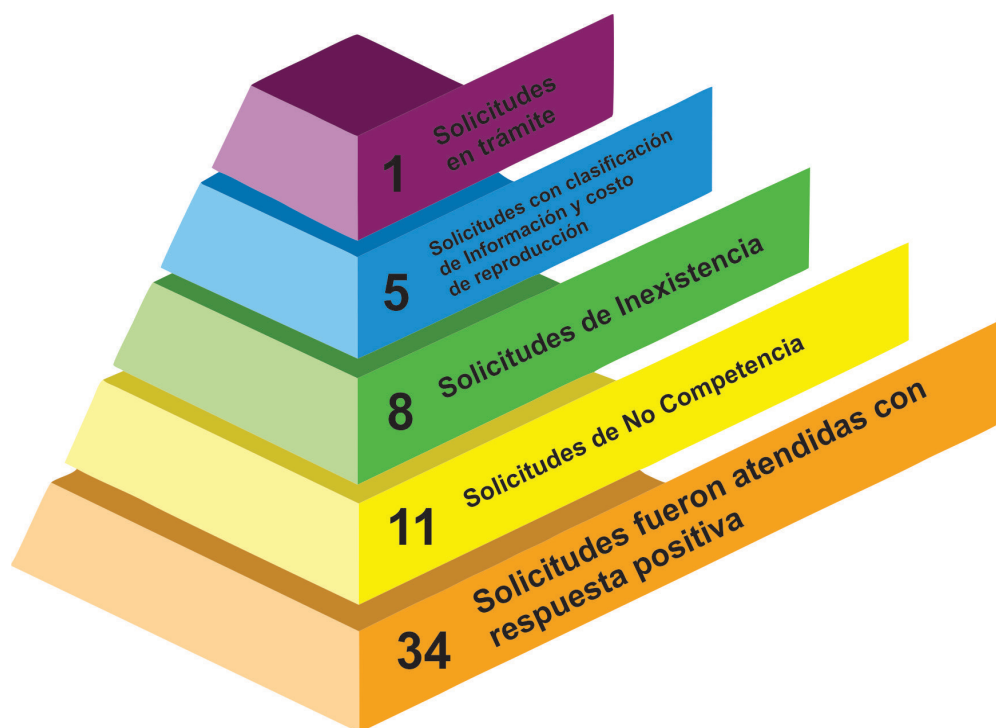 1
Solicitudes
en trámite
5
Solicitudes con clasificación
de Información y costo
de reproducción
8
Solicitudes de Inexistencia
11
Solicitudes de No Competencia
34
Solicitudes fueron atendidas con
respuesta positiva